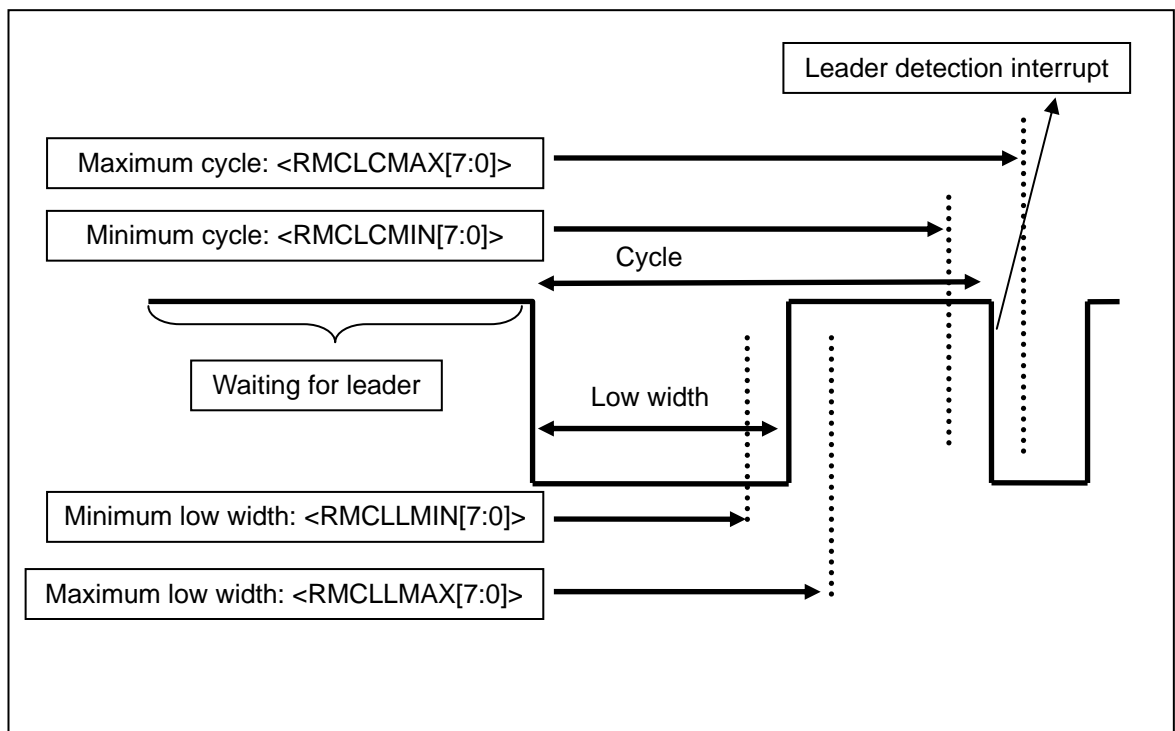 Leader detection interrupt
Maximum cycle: <RMCLCMAX[7:0]>
Minimum cycle: <RMCLCMIN[7:0]>
Cycle
Waiting for leader
Low width
Minimum low width: <RMCLLMIN[7:0]>
Maximum low width: <RMCLLMAX[7:0]>